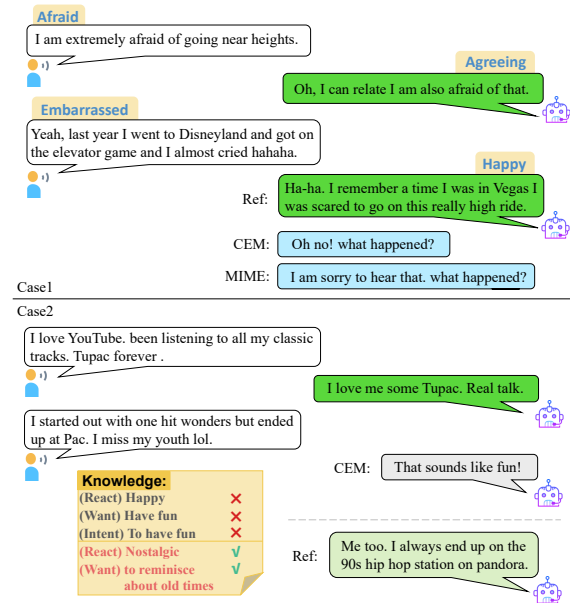 Afraid
I am extremely afraid of going near heights.
Agreeing
Oh, I can relate I am also afraid of that.
Embarrassed
Yeah, last year I went to Disneyland and got on
the elevator game and I almost cried hahaha.
Happy
Ref:
Ha-ha. I remember a time I was in Vegas I
was scared to go on this really high ride.
CEM:
Oh no! what happened?
MIME:
I am sorry to hear that. what happened?
Case1
Case2
I love YouTube. been listening to all my classic
tracks. Tupac forever .
I love me some Tupac. Real talk.
I started out with one hit wonders but ended
up at Pac. I miss my youth lol.
CEM:
That sounds like fun!
Knowledge:
(React) Happy ×
(Want) Have fun ×
(Intent) To have fun ×
(React) Nostalgic √
(Want) to reminisce √
about old times
Ref:
Me too. I always end up on the
90s hip hop station on pandora.